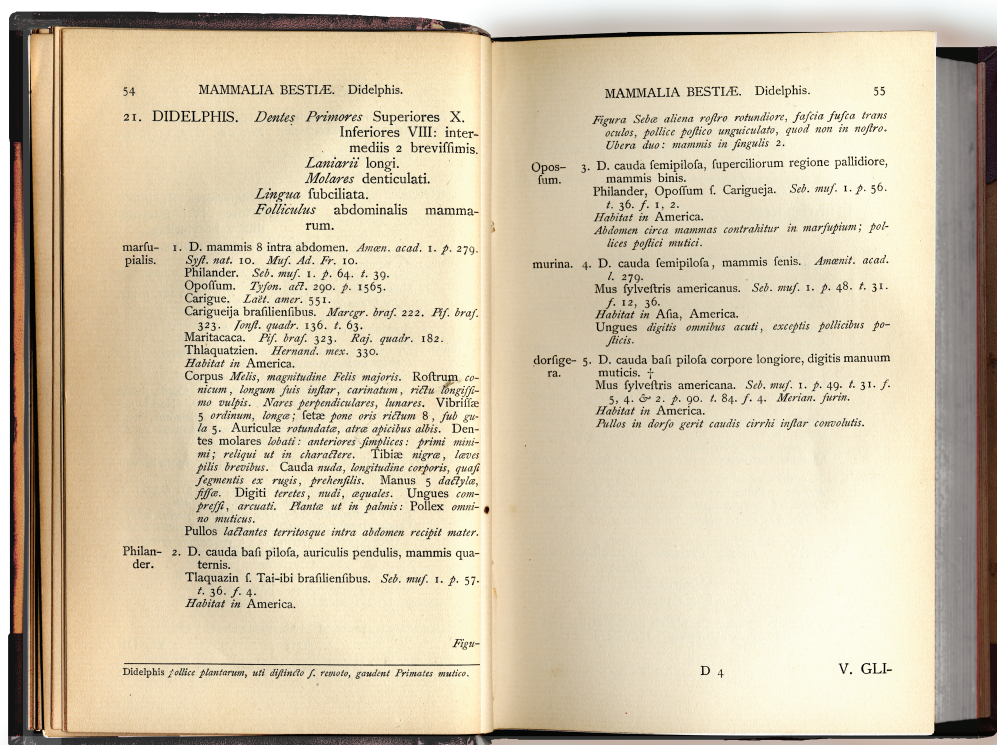 54 MAMMALIA BESTIÆ. Didelphis.
21. DIDELPHIS. Dentes Primores Superiores X.
Inferiores VIII: inter-
mediis 2 breviſſimis.
Laniarii longi.
Molares denticulati.
Lingua ſubciliata.
Folliculus abdominalis mamma-
rum.
marſu- 1. D. mammis 8 intra abdomen. Amœn. acad. 1. p. 279.
pialis. Syſt. nat. 10. Muſ. Ad. Fr. 10.
Philander. Seb. muſ. 1. p. 64. t. 39.
Opoſſum. Tyſon. act. 290. p. 1565.
Carigue. Laët. amer. 551.
Carigueija braſilienſibus. Marcgr. braſ. 222. Piſ. braſ.
323. Jonſt. quadr. 136. t. 63.
Maritacaca. Piſ. braſ. 323. Raj. quadr. 182.
Thlaquatzien. Hernand. mex. 330.
Habitat in America.
Corpus Melis, magnitudine Felis majoris. Roſtrum co-
nicum, longum ſuis inſtar, carinatum, rictu longiſſi-
mo vulpis. Nares perpendiculares, lunares. Vibriſſæ
5 ordinum, longæ; ſetæ pone oris rictum 8, ſub gu-
la 5. Auriculæ rotundatæ, atræ apicibus albis. Den-
tes molares lobati: anteriores ſimplices: primi mini-
mi; reliqui ut in charactere. Tibiæ nigræ, læves
pilis brevibus. Cauda nuda, longitudine corporis, quaſi
ſegmentis ex rugis, prehenſilis. Manus 5 dactylæ,
fiſſæ. Digiti teretes, nudi, æquales. Ungues com-
preſſi, arcuati. Plantæ ut in palmis: Pollex omni-
no muticus.
Pullos lactantes territosque intra abdomen recipit mater.
Philan- 2. D. cauda baſi piloſa, auriculis pendulis, mammis qua-
der. ternis.
Tlaquazin ſ. Tai-ibi braſilienſibus. Seb. muſ. 1. p. 57.
t. 36. f. 4.
Habitat in America.
Figu-
Didelphis pollice plantarum, uti diſtincto ſ. remoto, gaudent Primates mutico.
MAMMALIA BESTIÆ. Didelphis. 55
Figura Sebæ aliena roſtro rotundiore, faſcia fuſca trans
oculos, pollice poſtico unguiculato, quod non in noſtro.
Ubera duo: mammis in ſingulis 2.
Opos- 3. D. cauda ſemipiloſa, superciliorum regione pallidiore,
ſum. mammis binis.
Philander, Opoſſum ſ. Carigueja. Seb. muſ. 1. p. 56.
t. 36. f. 1, 2.
Habitat in America.
Abdomen circa mammas contrahitur in marſupium; pol-
lices poſtici mutici.
murina. 4. D. cauda ſemipiloſa, mammis ſenis. Amœnit. acad.
l. 279.
Mus ſylveſtris americanus. Seb. muſ. 1. p. 48. t. 31.
f. 12, 36.
Habitat in Aſia, America.
Ungues digitis omnibus acuti, exceptis pollicibus po-
ſticis.
dorſige- 5. D. cauda baſi piloſa corpore longiore, digitis manuum
ra. muticis. †
Mus ſylveſtris americana. Seb. muſ. 1. p. 49. t. 31. f.
5, 4. & 2. p. 90. t. 84. f. 4. Merian. ſurin.
Habitat in America.
Pullos in dorſo gerit caudis cirrhi inſtar convolutis.
D 4 V. GLI-